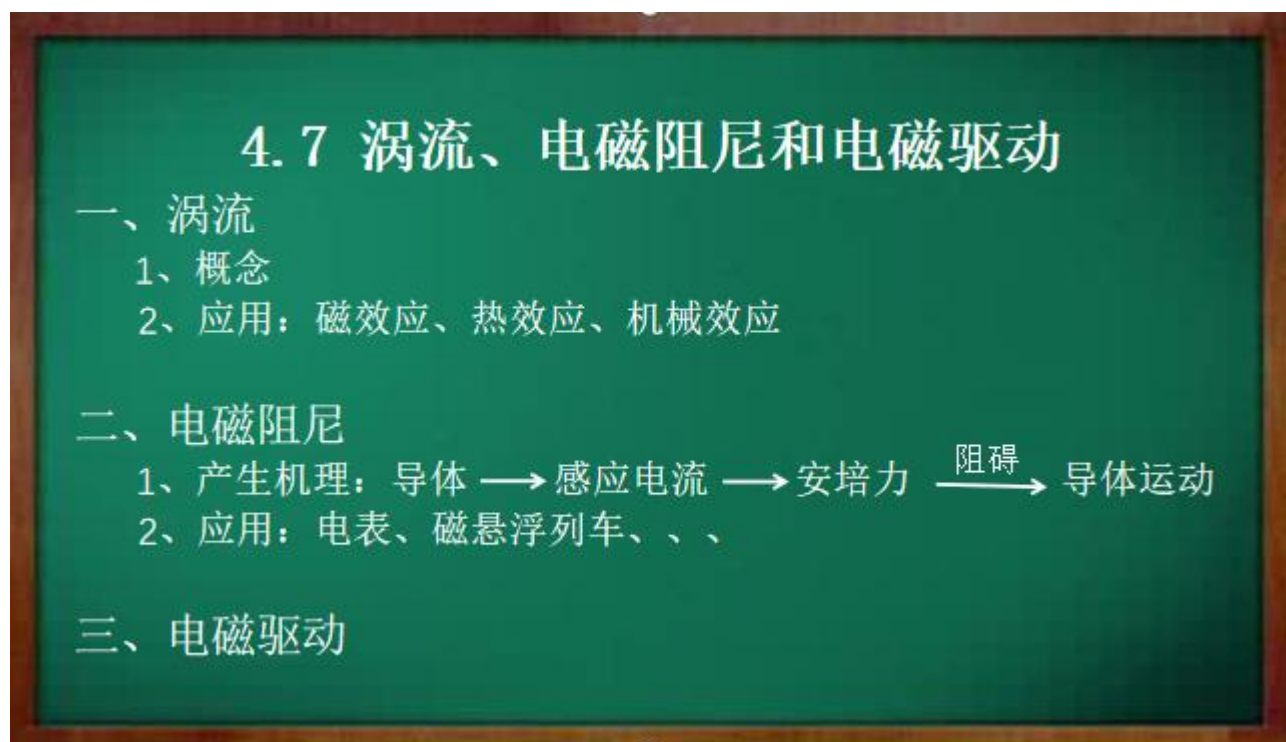 4.7 涡流、电磁阻尼和电磁驱动
一、涡流
1、概念
2、应用：磁效应、热效应、机械效应
二、电磁阻尼
1、产生机理：导体 ⟶ 感应电流 ⟶ 安培力 阻碍⟶ 导体运动
2、应用：电表、磁悬浮列车、、、
三、电磁驱动